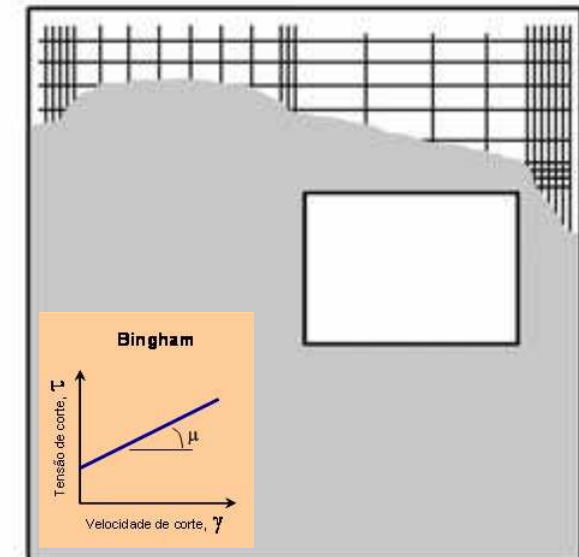 Bingham
Tensão de corte, τ
μ
Velocidade de corte, γ